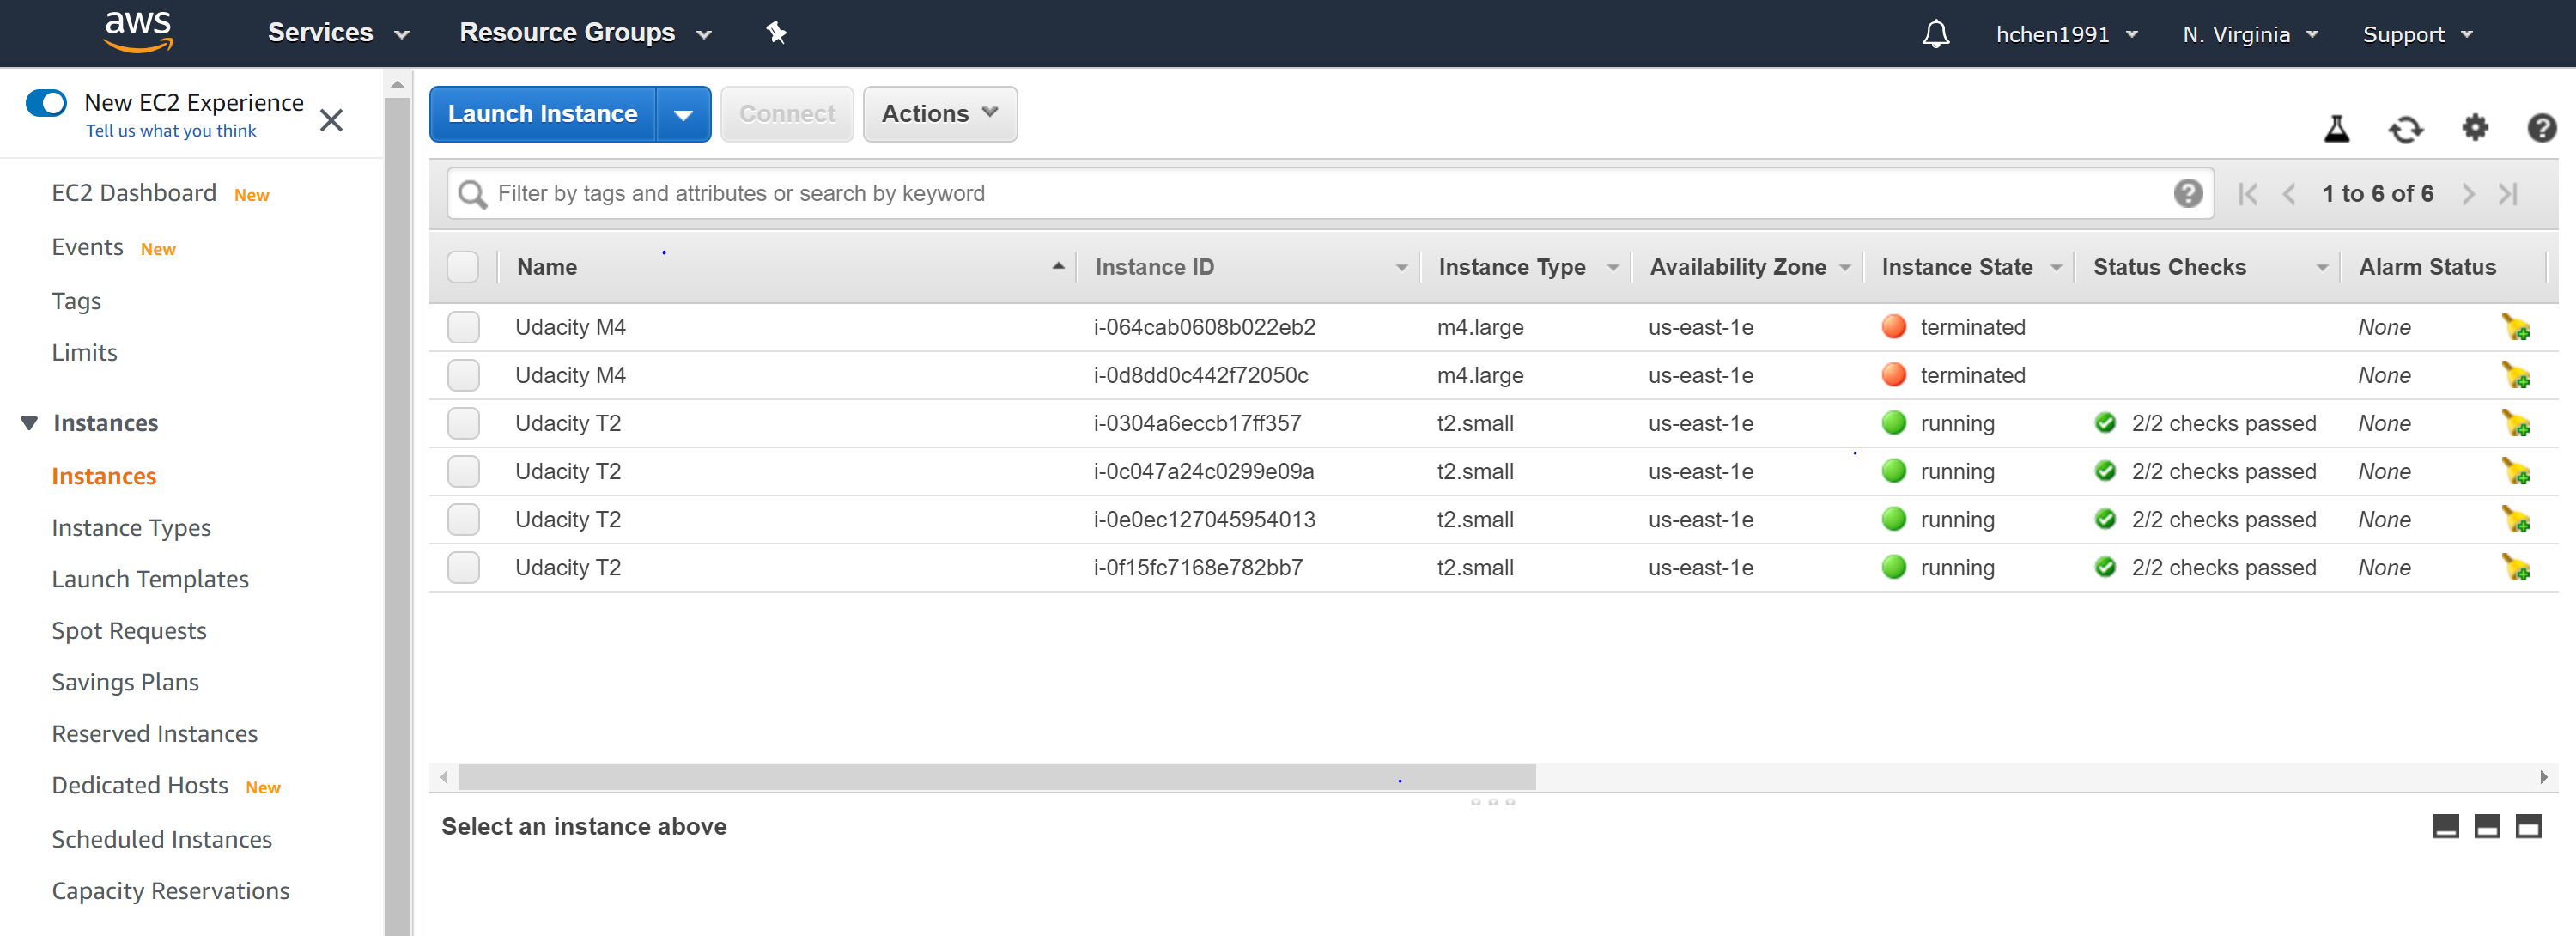 aws Services Resource Groups hchen1991 N. Virginia Support
New EC2 Experience
Tell us what you think
EC2 Dashboard New
Events New
Tags
Limits
Instances
Instances
Instance Types
Launch Templates
Spot Requests
Savings Plans
Reserved Instances
Dedicated Hosts New
Scheduled Instances
Capacity Reservations
Launch Instance Connect Actions
Filter by tags and attributes or search by keyword 1 to 6 of 6
Name Instance ID Instance Type Availability Zone Instance State Status Checks Alarm Status
Udacity M4 i-064cab0608b022eb2 m4.large us-east-1e terminated None
Udacity M4 i-0d8dd0c442f72050c m4.large us-east-1e terminated None
Udacity T2 i-0304a6eccb17ff357 t2.small us-east-1e running 2/2 checks passed None
Udacity T2 i-0c047a24c0299e09a t2.small us-east-1e running 2/2 checks passed None
Udacity T2 i-0e0ec127045954013 t2.small us-east-1e running 2/2 checks passed None
Udacity T2 i-0f15fc7168e782bb7 t2.small us-east-1e running 2/2 checks passed None
Select an instance above